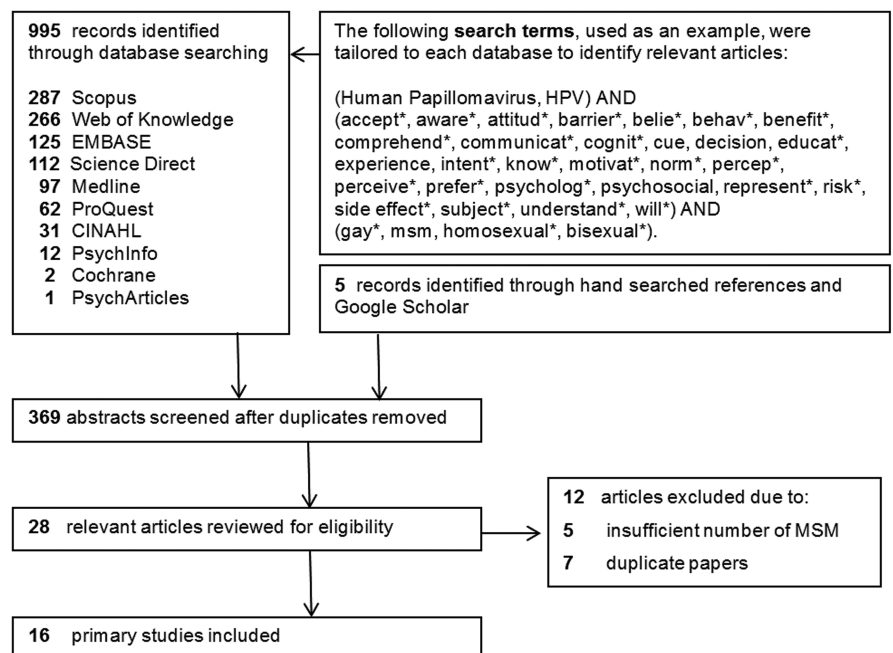 995 records identified
through database searching
287 Scopus
266 Web of Knowledge
125 EMBASE
112 Science Direct
97 Medline
62 ProQuest
31 CINAHL
12 PsychInfo
2 Cochrane
1 PsychArticles
The following search terms, used as an example, were
tailored to each database to identify relevant articles:
(Human Papillomavirus, HPV) AND
(accept*, aware*, attitud*, barrier*, belie*, behav*, benefit*,
comprehend*, communicat*, cognit*, cue, decision, educat*,
experience, intent*, know*, motivat*, norm*, percep*,
perceive*, prefer*, psycholog*, psychosocial, represent*, risk*,
side effect*, subject*, understand*, will*) AND
(gay*, msm, homosexual*, bisexual*).
5 records identified through hand searched references and
Google Scholar
369 abstracts screened after duplicates removed
28 relevant articles reviewed for eligibility
12 articles excluded due to:
5 insufficient number of MSM
7 duplicate papers
16 primary studies included